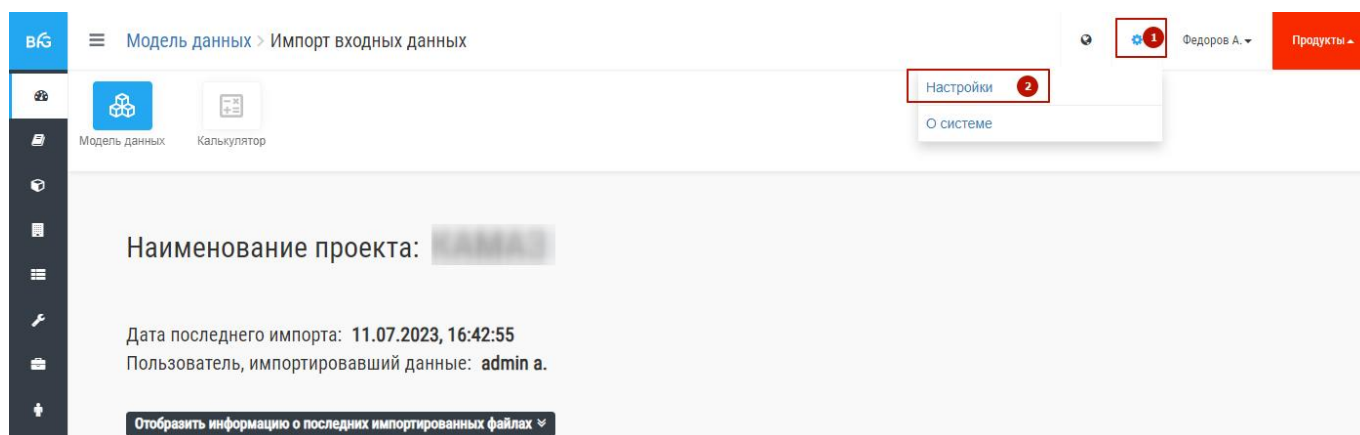 BFG
Модель данных > Импорт входных данных
1
Федоров А.
Продукты
Настройки 2
О системе
Модель данных
Калькулятор
Наименование проекта:
Дата последнего импорта: 11.07.2023, 16:42:55
Пользователь, импортировавший данные: admin a.
Отобразить информацию о последних импортированных файлах